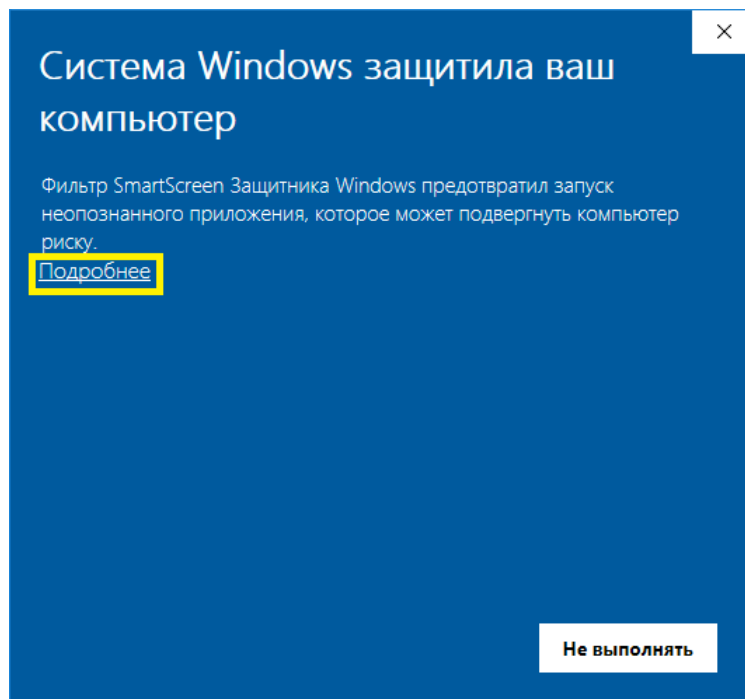 Система Windows защитила ваш
компьютер
Фильтр SmartScreen Защитника Windows предотвратил запуск
неопознанного приложения, которое может подвергнуть компьютер
риску.
Подробнее
Не выполнять